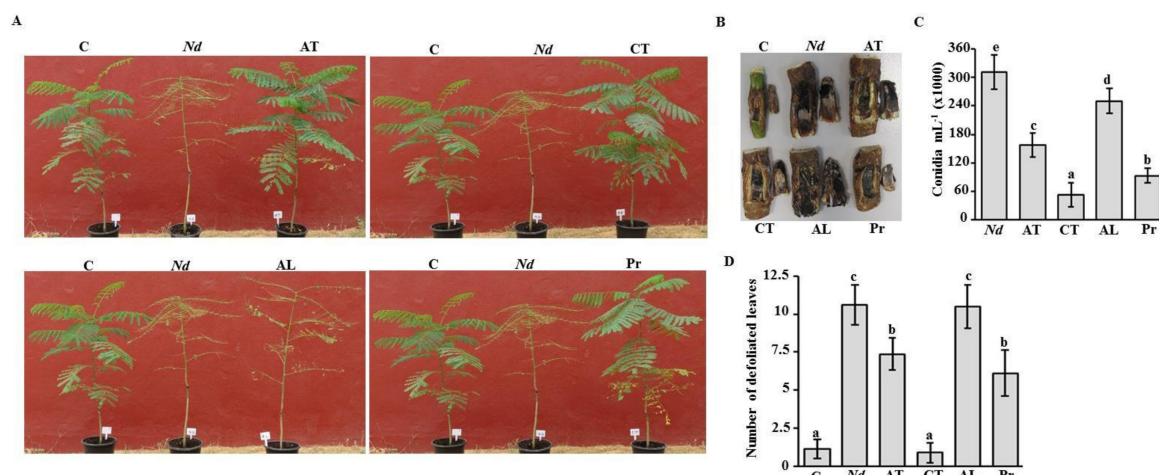 A
C Nd AT
C Nd CT
C Nd AL
C Nd Pr
B
C Nd AT
CT AL Pr
C
Conidia mL-1 (x1000)
360
300
240
180
120
60
0
e
c
a
d
b
Nd AT CT AL Pr
D
Number of defoliated leaves
12.5
10
7.5
5
2.5
0
a
c
b
a
c
b
C Nd AT CT AL Pr